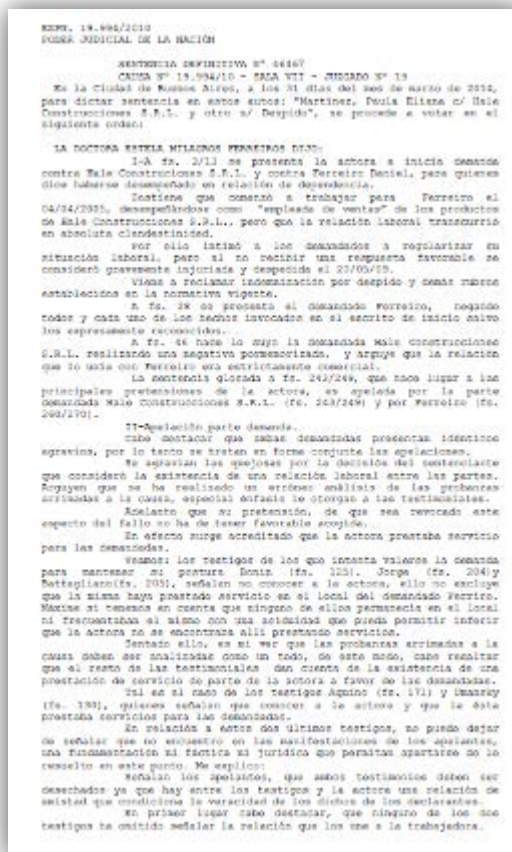 EXPT. 19.994/2010
PODER JUDICIAL DE LA NACIÓN
SENTENCIA DEFINITIVA Nº 46467
CAUSA Nº 19.994/10 - SALA VII - JUZGADO Nº 19
En la Ciudad de Buenos Aires, a los 31 días del mes de marzo de 2014,
para dictar sentencia en estos autos: "Martínez, Paula Eliana c/ Hale
Construcciones S.R.L. y otro s/ Despido", se procede a votar en el
siguiente orden:
LA DOCTORA ESTELA MILAGROS FERREIROS DIJO:
I-A fs. 2/13 se presenta la actora e inicia demanda
contra Hale Construcciones S.R.L. y contra Ferreiro Daniel, para quienes
dice haberse desempeñado en relación de dependencia.
Sostiene que comenzó a trabajar para Ferreiro el
04/04/2005, desempeñándose como "empleada de ventas" de los productos
de Hale Construcciones S.R.L., pero que la relación laboral transcurrió
en absoluta clandestinidad.
Por ello intimó a los demandados a regularizar su
situación laboral, pero al no recibir una respuesta favorable se
consideró gravemente injuriada y despedida el 20/05/09.
Viene a reclamar indemnización por despido y demás rubros
establecidos en la normativa vigente.
A fs. 28 se presenta el demandado Ferreiro, negando
todos y cada uno de los hechos invocados en el escrito de inicio salvo
los expresamente reconocidos.
A fs. 46 hace lo suyo la demandada Hale Construcciones
S.R.L. realizando una negativa pormenorizada, y arguye que la relación
que lo unía con Ferreiro era estrictamente comercial.
La sentencia glosada a fs. 242/248, que hace lugar a las
principales pretensiones de la actora, es apelada por la parte
demandada Hale Construcciones S.R.L. (fs. 243/249) y por Ferreiro (fs.
260/270).
II-Apelación parte demanda.
Cabe destacar que ambas demandadas presentan idénticos
agravios, por lo tanto se tratan en forma conjunta las apelaciones.
Se agravian las quejosas por la decisión del sentenciante
que consideró la existencia de una relación laboral entre las partes.
Arguyen que se ha realizado un erróneo análisis de las probanzas
arrimadas a la causa, especial énfasis le otorgan a las testimoniales.
Adelanto que su pretensión, de que sea revocado este
aspecto del fallo no ha de tener favorable acogida.
En efecto surge acreditado que la actora prestaba servicio
para las demandadas.
Veamos: los testigos de los que intenta valerse la demanda
para mantener su postura Bonin (fs. 125). Jorge (fs. 204)y
Battagliano(fs. 205), señalen no conocer a la actora, ello no excluye
que la misma haya prestado servicio en el local del demandado Ferriro.
Máxime si tenemos en cuenta que ninguno de ellos permanecía en el local
ni frecuentaban el mismo con una asiduidad que pueda permitir inferir
que la actora no se encontrara allí prestando servicios.
Sentado ello, es mi ver que las probanzas arrimadas a la
causa deben ser analizadas como un todo, de este modo, cabe resaltar
que el resto de las testimoniales dan cuenta de la existencia de una
prestación de servicio de parte de la actora a favor de las demandadas.
Tal es el caso de los testigos Aquino (fs. 171) y Umansky
(fs. 190), quienes señalan que conocer a la actora y que la ésta
prestaba servicios para las demandadas.
En relación a estos dos últimos testigos, no puedo dejar
de señalar que no encuentro en las manifestaciones de los apelantes,
una fundamentación ni fáctica ni jurídica que permitan apartarse de lo
resuelto en este punto. Me explico:
Señalan los apelantes, que ambos testimonios deben ser
desechados ya que hay entre los testigos y la actora una relación de
amistad que condiciona la veracidad de los dichos de los declarantes.
En primer lugar cabe destacar, que ninguno de los dos
testigos ha omitido señalar la relación que los une a la trabajadora.